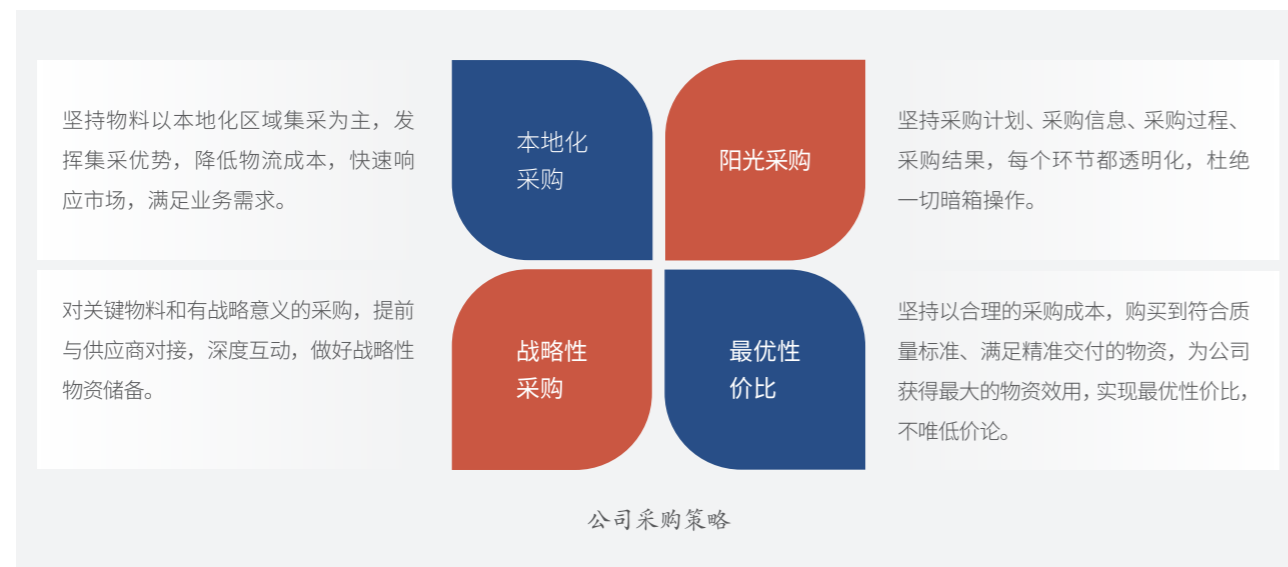 坚持物料以本地化区域集采为主，发
挥集采优势，降低物流成本，快速响
应市场，满足业务需求。
本地化
采购
阳光采购
坚持采购计划、采购信息、采购过程、
采购结果，每个环节都透明化，杜绝
一切暗箱操作。
对关键物料和有战略意义的采购，提前
与供应商对接，深度互动，做好战略性
物资储备。
战略性
采购
最优性
价比
坚持以合理的采购成本，购买到符合质
量标准、满足精准交付的物资，为公司
获得最大的物资效用，实现最优性价比，
不唯低价论。
公司采购策略